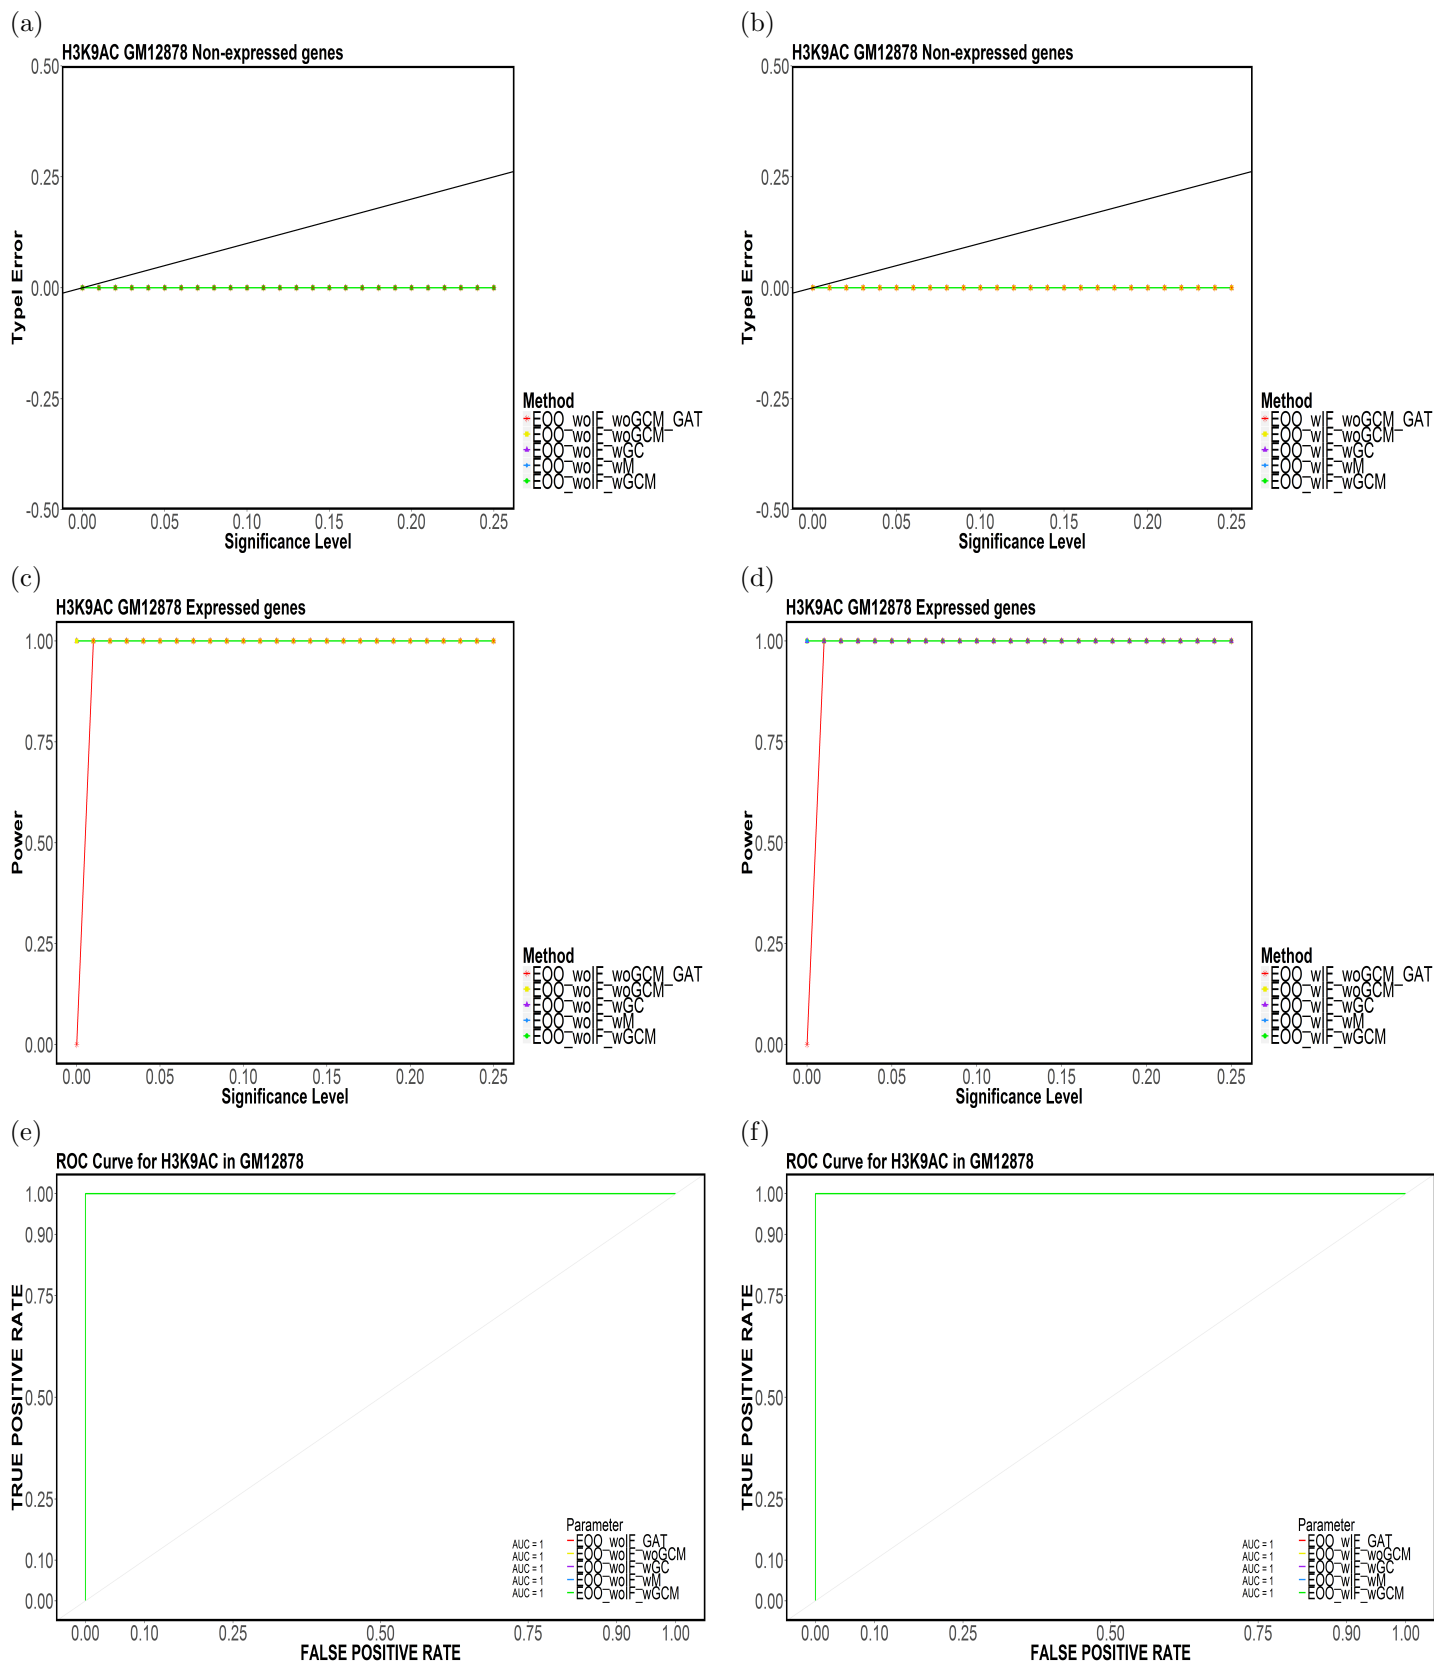 (a)
H3K9AC GM12878 Non-expressed genes
0.50
0.25
0.00
-0.25
-0.50
TypeI Error
0.00 0.05 0.10 0.15 0.20 0.25
Significance Level
Method
EOO_woIF_woGCM_GAT
EOO_woIF_woGCM
EOO_woIF_wGC
EOO_woIF_wM
EOO_woIF_wGCM
(b)
H3K9AC GM12878 Non-expressed genes
0.50
0.25
0.00
-0.25
-0.50
TypeI Error
0.00 0.05 0.10 0.15 0.20 0.25
Significance Level
Method
EOO_wIF_woGCM_GAT
EOO_wIF_woGCM
EOO_wIF_wGC
EOO_wIF_wM
EOO_wIF_wGCM
(c)
H3K9AC GM12878 Expressed genes
1.00
0.75
0.50
0.25
0.00
Power
0.00 0.05 0.10 0.15 0.20 0.25
Significance Level
Method
EOO_woIF_woGCM_GAT
EOO_woIF_woGCM
EOO_woIF_wGC
EOO_woIF_wM
EOO_woIF_wGCM
(d)
H3K9AC GM12878 Expressed genes
1.00
0.75
0.50
0.25
0.00
Power
0.00 0.05 0.10 0.15 0.20 0.25
Significance Level
Method
EOO_wIF_woGCM_GAT
EOO_wIF_woGCM
EOO_wIF_wGC
EOO_wIF_wM
EOO_wIF_wGCM
(e)
ROC Curve for H3K9AC in GM12878
1.00
0.90
0.75
0.50
0.25
0.10
0.00
TRUE POSITIVE RATE
Parameter
AUC = 1 EOO_woIF_GAT
AUC = 1 EOO_woIF_woGCM
AUC = 1 EOO_woIF_wGC
AUC = 1 EOO_woIF_wM
AUC = 1 EOO_woIF_wGCM
0.00 0.10 0.25 0.50 0.75 0.90 1.00
FALSE POSITIVE RATE
(f)
ROC Curve for H3K9AC in GM12878
1.00
0.90
0.75
0.50
0.25
0.10
0.00
TRUE POSITIVE RATE
Parameter
AUC = 1 EOO_wIF_GAT
AUC = 1 EOO_wIF_woGCM
AUC = 1 EOO_wIF_wGC
AUC = 1 EOO_wIF_wM
AUC = 1 EOO_wIF_wGCM
0.00 0.10 0.25 0.50 0.75 0.90 1.00
FALSE POSITIVE RATE